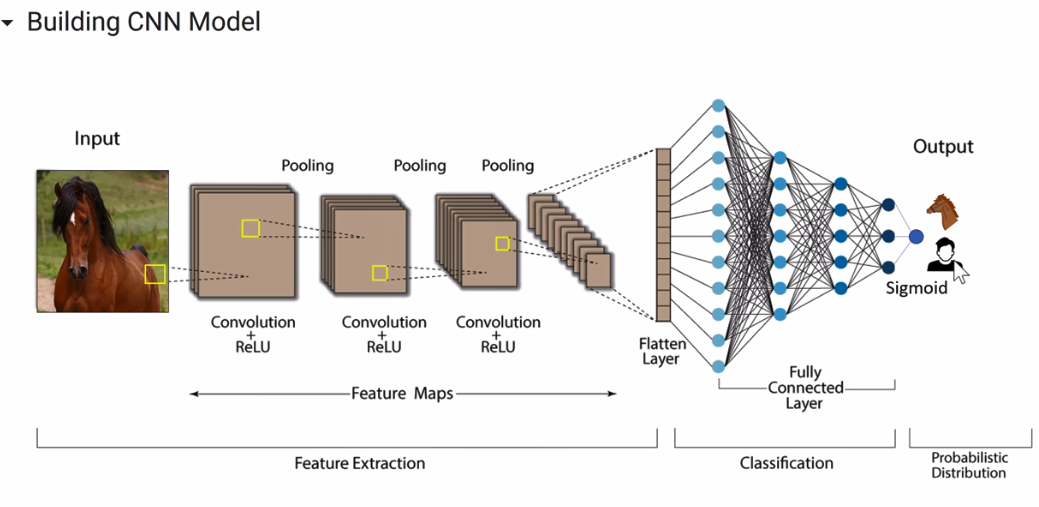 Building CNN Model
Input
Pooling
Pooling
Pooling
Output
Convolution
+
ReLU
Convolution
+
ReLU
Convolution
+
ReLU
Flatten
Layer
Sigmoid
Fully
Connected
Layer
Feature Maps
Feature Extraction
Classification
Probabilistic
Distribution